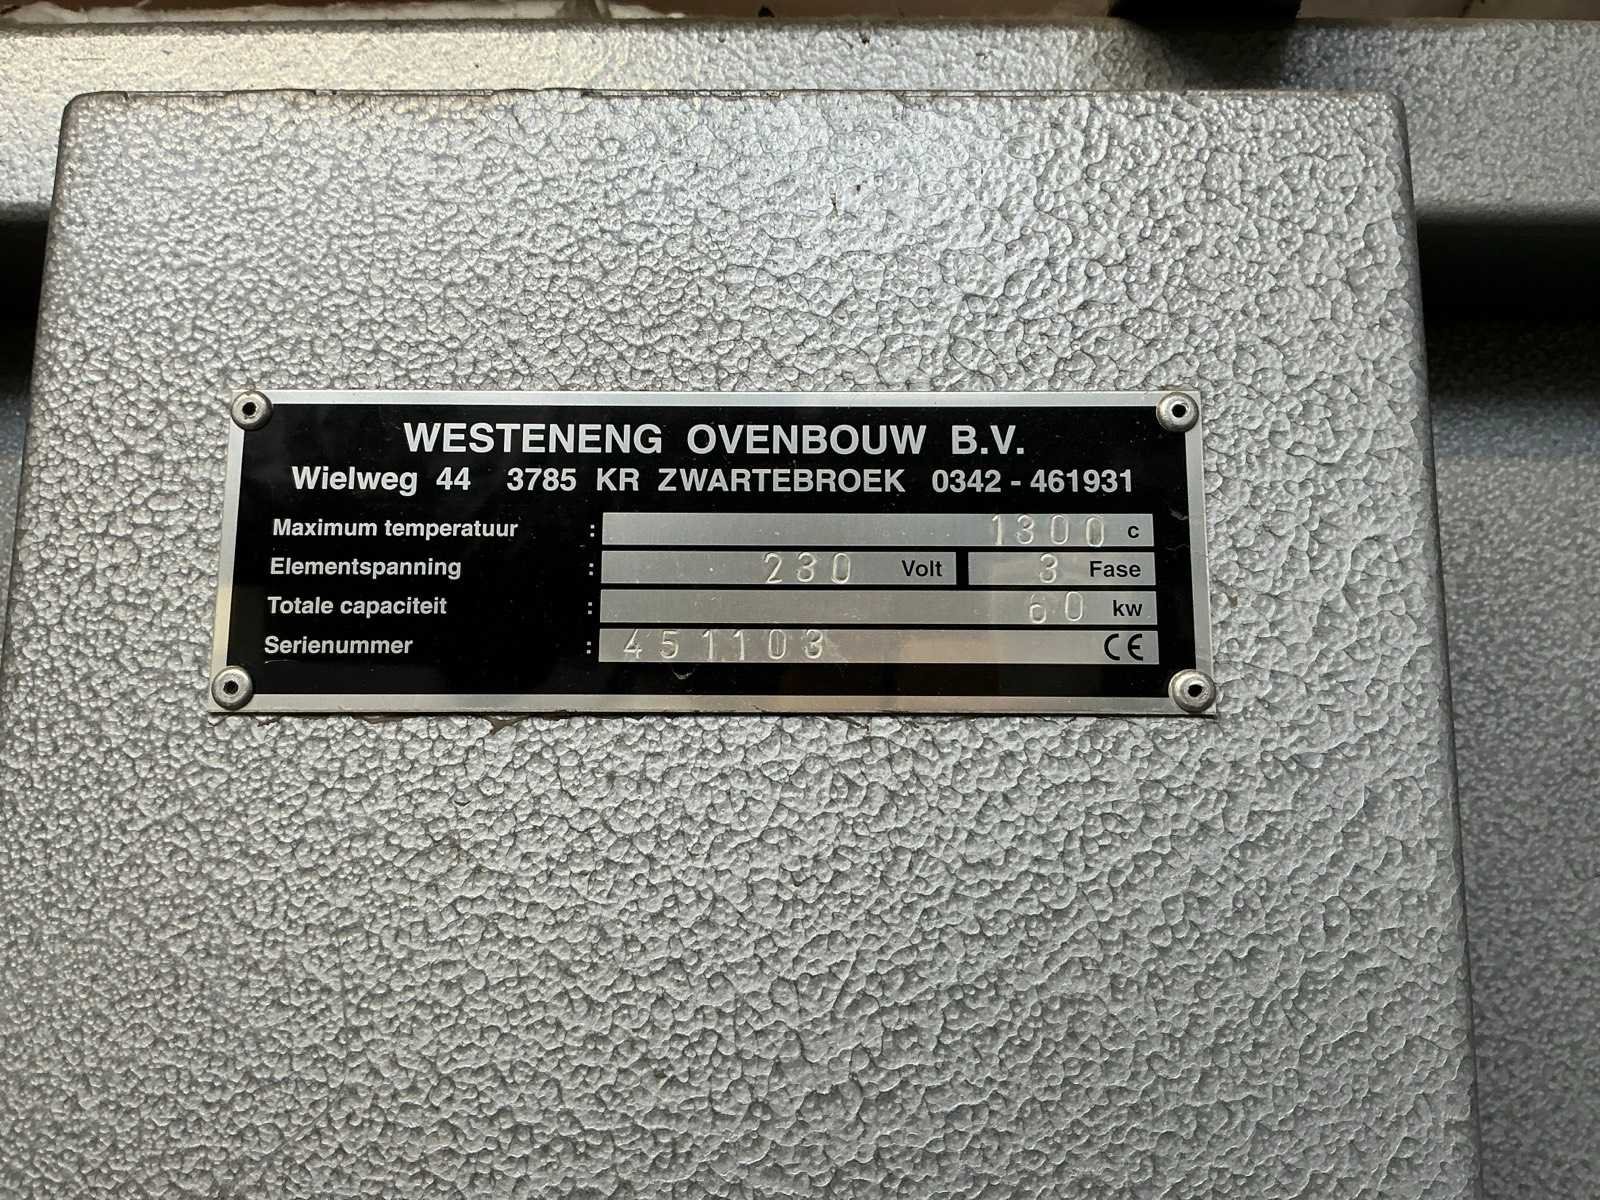 WESTENENG OVENBOUW B.V.
Wielweg 44 3785 KR ZWARTEBROEK 0342 - 461931
Maximum temperatuur : 1300 c
Elementspanning : 230 Volt 3 Fase
Totale capaciteit : 60 kw
Serienummer : 451103 CE